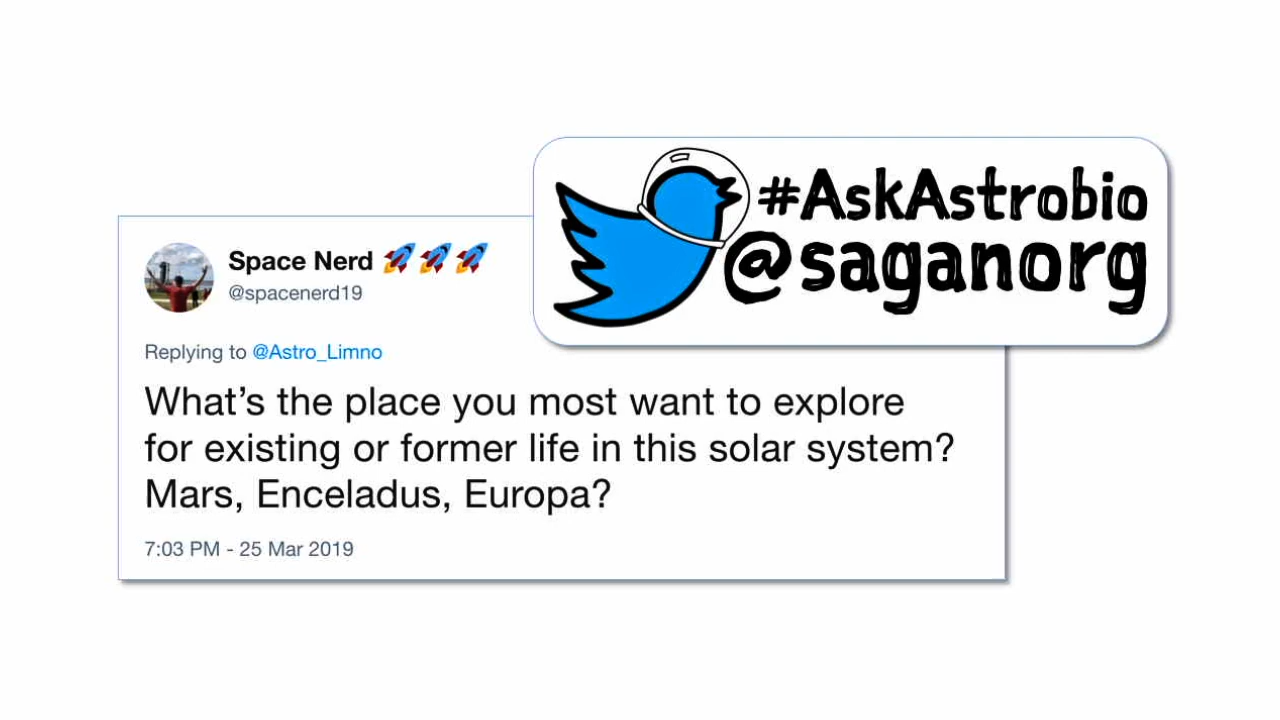 #AskAstrobio
@saganorg
Space Nerd 🚀🚀🚀
@spacenerd19
Replying to @Astro_Limno
What's the place you most want to explore
for existing or former life in this solar system?
Mars, Enceladus, Europa?
7:03 PM - 25 Mar 2019